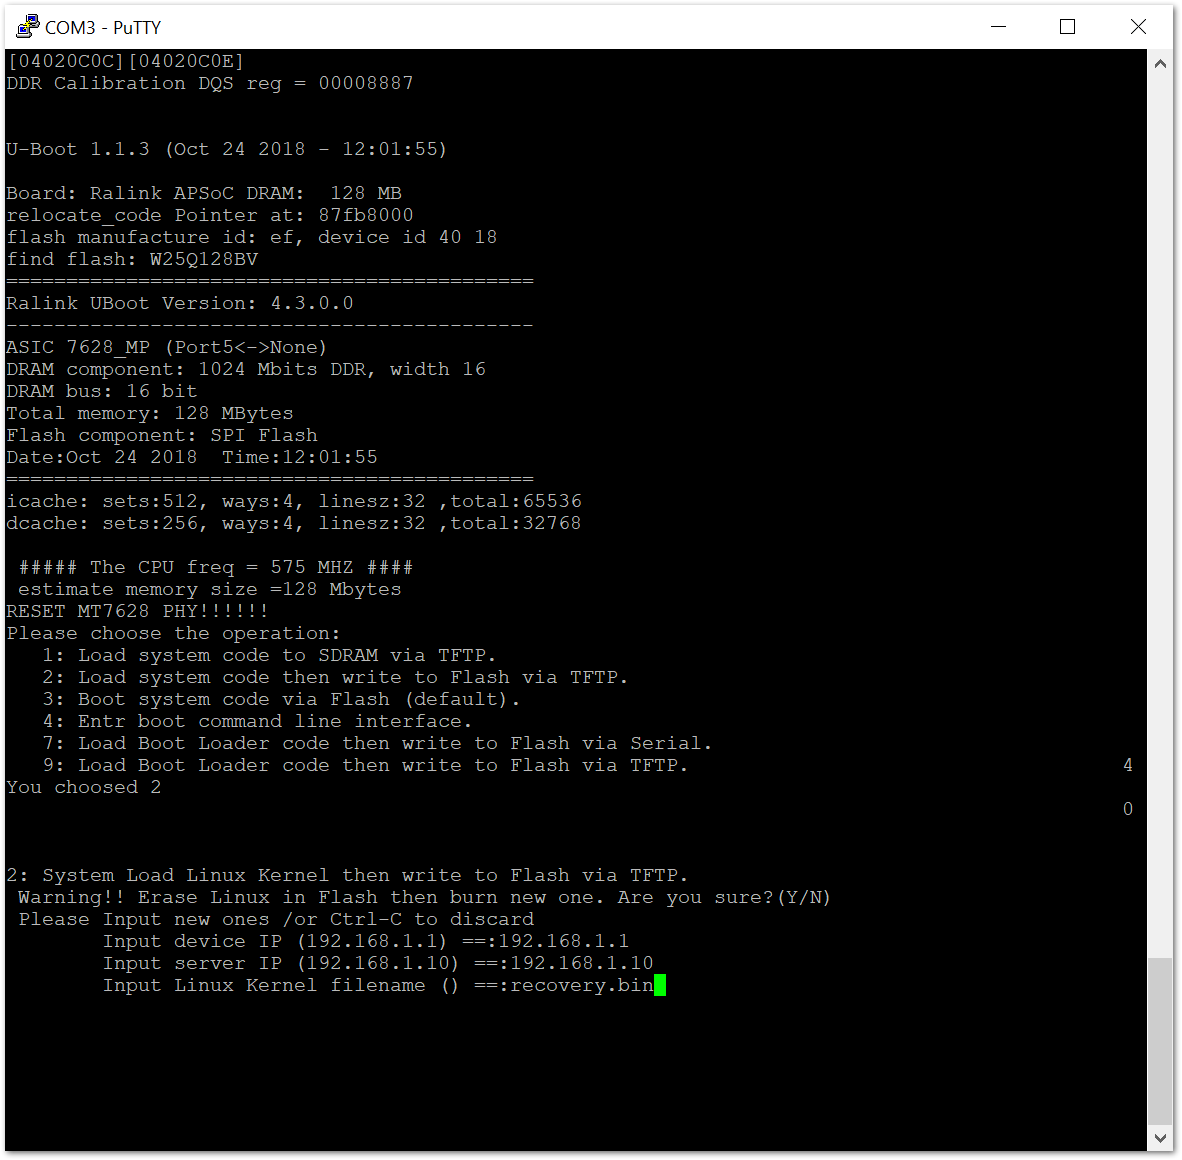 COM3 - PuTTY
[04020C0C][04020C0E]
DDR Calibration DQS reg = 00008887
U-Boot 1.1.3 (Oct 24 2018 - 12:01:55)
Board: Ralink APSoC DRAM:  128 MB
relocate_code Pointer at: 87fb8000
flash manufacture id: ef, device id 40 18
find flash: W25Q128BV
============================================
Ralink UBoot Version: 4.3.0.0
--------------------------------------------
ASIC 7628_MP (Port5<->None)
DRAM component: 1024 Mbits DDR, width 16
DRAM bus: 16 bit
Total memory: 128 MBytes
Flash component: SPI Flash
Date:Oct 24 2018  Time:12:01:55
============================================
icache: sets:512, ways:4, linesz:32 ,total:65536
dcache: sets:256, ways:4, linesz:32 ,total:32768
 ##### The CPU freq = 575 MHZ ####
 estimate memory size =128 Mbytes
RESET MT7628 PHY!!!!!!
Please choose the operation:
   1: Load system code to SDRAM via TFTP.
   2: Load system code then write to Flash via TFTP.
   3: Boot system code via Flash (default).
   4: Entr boot command line interface.
   7: Load Boot Loader code then write to Flash via Serial.
   9: Load Boot Loader code then write to Flash via TFTP. 4
You choosed 2
0
2: System Load Linux Kernel then write to Flash via TFTP.
 Warning!! Erase Linux in Flash then burn new one. Are you sure?(Y/N)
 Please Input new ones /or Ctrl-C to discard
        Input device IP (192.168.1.1) ==:192.168.1.1
        Input server IP (192.168.1.10) ==:192.168.1.10
        Input Linux Kernel filename () ==:recovery.bin